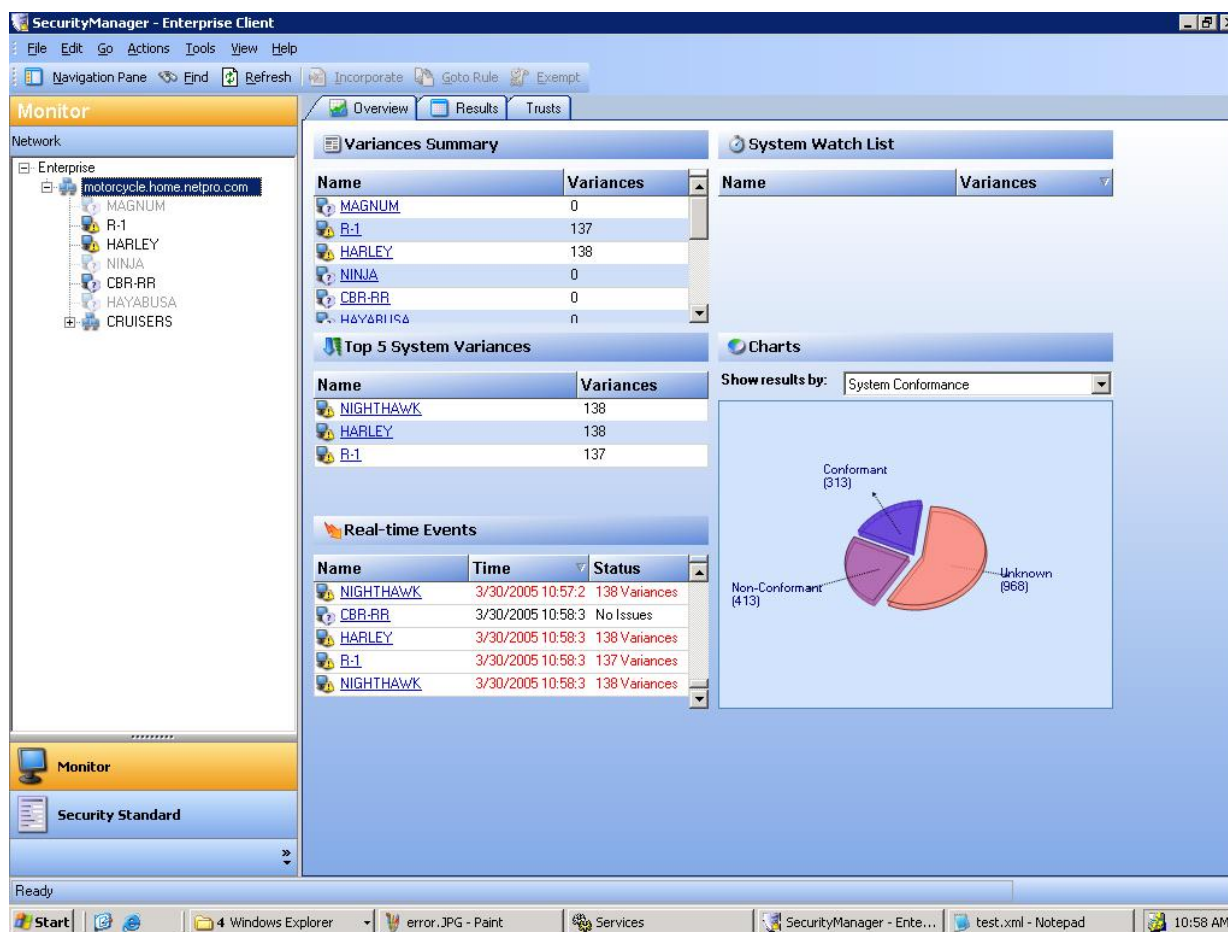 SecurityManager - Enterprise Client
File Edit Go Actions Tools View Help
Navigation Pane Find Refresh Incorporate Goto Rule Exempt
Monitor
Network
Enterprise
motorcycle.home.netpro.com
MAGNUM
R-1
HARLEY
NINJA
CBR-RR
HAYABUSA
CRUISERS
Monitor
Security Standard
Overview Results Trusts
Variances Summary
Name Variances
MAGNUM 0
R-1 137
HARLEY 138
NINJA 0
CBR-RR 0
HAYABUSA 0
Top 5 System Variances
Name Variances
NIGHTHAWK 138
HARLEY 138
R-1 137
Real-time Events
Name Time Status
NIGHTHAWK 3/30/2005 10:57:2 138 Variances
CBR-RR 3/30/2005 10:58:3 No Issues
HARLEY 3/30/2005 10:58:3 138 Variances
R-1 3/30/2005 10:58:3 137 Variances
NIGHTHAWK 3/30/2005 10:58:3 138 Variances
System Watch List
Name Variances
Charts
Show results by: System Conformance
Conformant
(313)
Unknown
(968)
Non-Conformant
(413)
Ready
Start 4 Windows Explorer error.JPG - Paint Services SecurityManager - Ente... test.xml - Notepad 10:58 AM